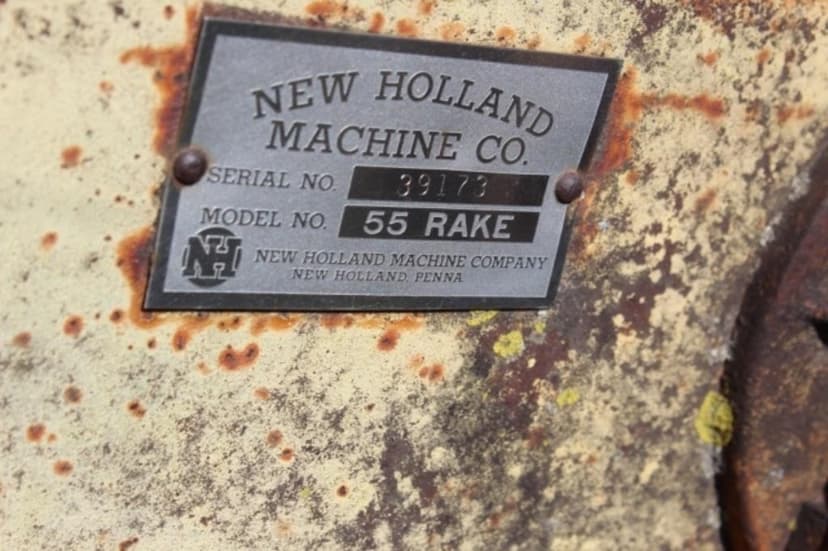 NEW HOLLAND
MACHINE CO.
SERIAL NO. 39173
MODEL NO. 55 RAKE
NH NEW HOLLAND MACHINE COMPANY
NEW HOLLAND, PENNA